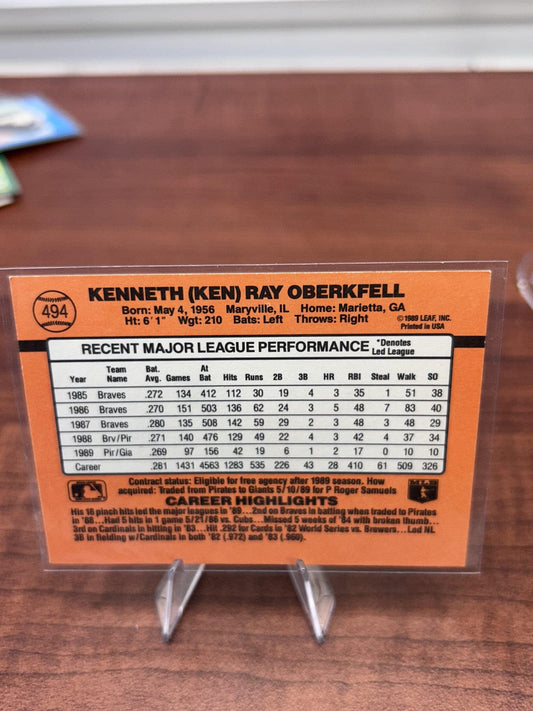 494
KENNETH (KEN) RAY OBERKFELL
Born: May 4, 1956 Maryville, IL Home: Marietta, GA
Ht: 6'1" Wgt: 210 Bats: Left Throws: Right
©1989 LEAF, INC.
Printed in USA
RECENT MAJOR LEAGUE PERFORMANCE *Denotes Led League
Year Team Name Bat. Avg. Games At Bat Hits Runs 2B 3B HR RBI Steal Walk SO
1985 Braves .272 134 412 112 30 19 4 3 35 1 51 38
1986 Braves .270 151 503 136 62 24 3 5 48 7 83 40
1987 Braves .280 135 508 142 59 29 2 3 48 3 48 29
1988 Brv/Pir .271 140 476 129 49 22 4 3 42 4 37 34
1989 Pir/Gia .269 97 156 42 19 6 1 2 17 0 10 10
Career .281 1431 4563 1283 535 226 43 28 410 61 509 326
Contract status: Eligible for free agency after 1989 season. How
acquired: Traded from Pirates to Giants 5/10/89 for P Roger Samuels
CAREER HIGHLIGHTS
His 16 pinch hits led the major leagues in '89...2nd on Braves in batting when traded to Pirates
in '88...Had 5 hits in 1 game 5/21/86 vs. Cubs...Missed 5 weeks of '84 with broken thumb...
3rd on Cardinals in hitting in '83...Hit .292 for Cards in '82 World Series vs. Brewers...Led NL
3B in fielding w/Cardinals in both '82 (.972) and '83 (.960).